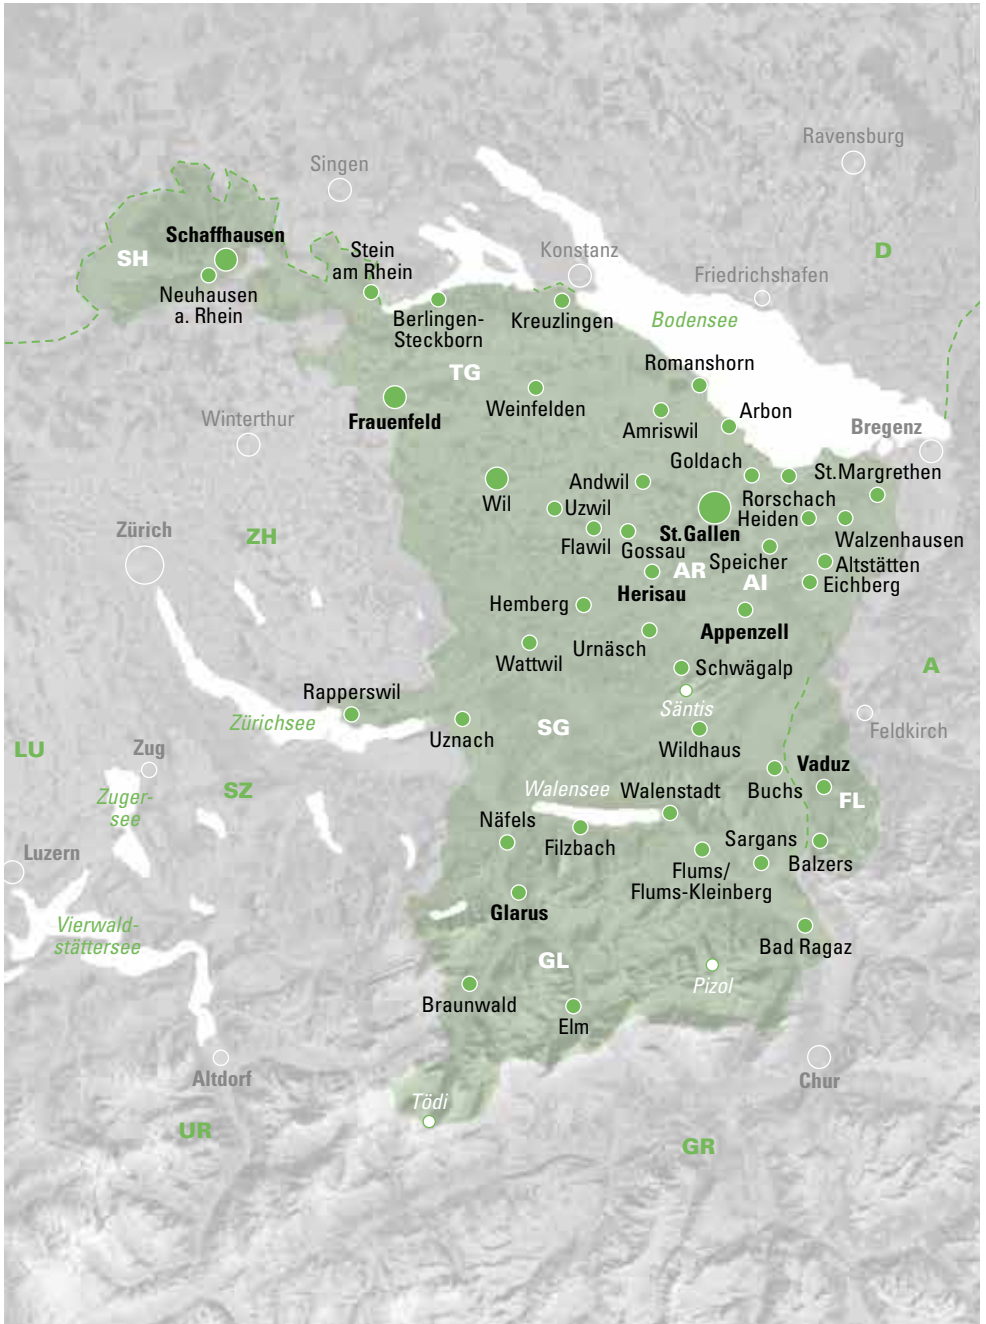 Ravensburg
Singen
Schaffhausen
SH
Stein
am Rhein
Konstanz
D
Friedrichshafen
Neuhausen
a. Rhein
Berlingen-
Steckborn
Kreuzlingen
Bodensee
Romanshorn
TG
Weinfelden
Arbon
Winterthur
Frauenfeld
Amriswil
Bregenz
Goldach
St.Margrethen
Andwil
Wil
Uzwil
Rorschach
Heiden
Zürich
ZH
St.Gallen
Flawil
Gossau
Walzenhausen
Speicher
Altstätten
AR
AI
Eichberg
Herisau
Hemberg
Appenzell
Urnäsch
Wattwil
Schwägalp
A
Rapperswil
Säntis
Zürichsee
SG
Feldkirch
Uznach
LU
Zug
Wildhaus
Vaduz
SZ
Walensee
Walenstadt
Buchs
FL
Zuger-
see
Näfels
Filzbach
Sargans
Luzern
Balzers
Flums/
Flums-Kleinberg
Glarus
Vierwald-
stättersee
Bad Ragaz
GL
Pizol
Braunwald
Elm
Altdorf
Chur
Tödi
UR
GR